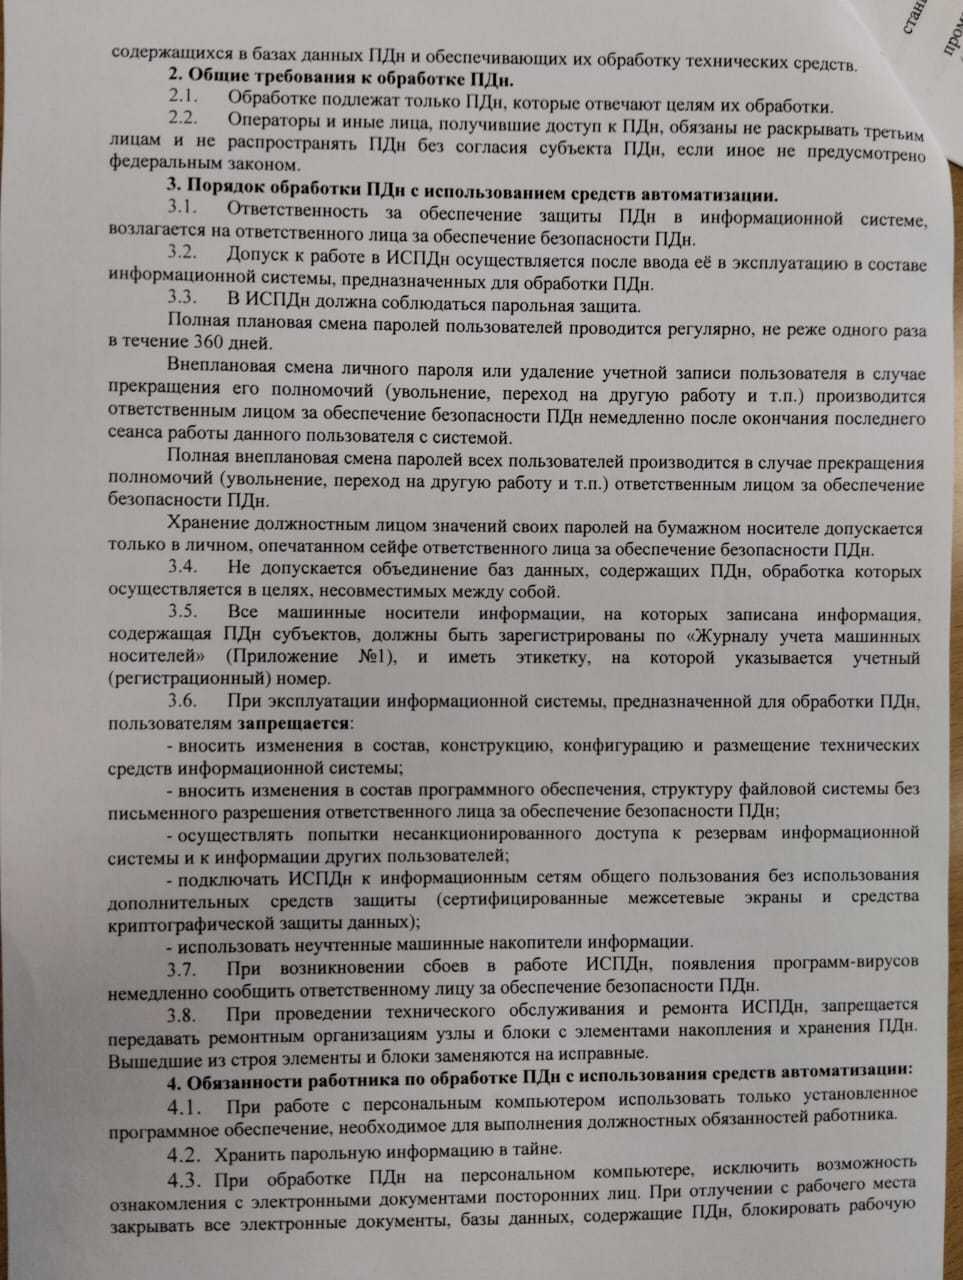 стан
пром
содержащихся в базах данных ПДн и обеспечивающих их обработку технических средств.
2. Общие требования к обработке ПДн.
2.1. Обработке подлежат только ПДн, которые отвечают целям их обработки.
2.2. Операторы и иные лица, получившие доступ к ПДн, обязаны не раскрывать третьим
лицам и не распространять ПДн без согласия субъекта ПДн, если иное не предусмотрено
федеральным законом.
3. Порядок обработки ПДн с использованием средств автоматизации.
3.1. Ответственность за обеспечение защиты ПДн в информационной системе,
возлагается на ответственного лица за обеспечение безопасности ПДн.
3.2. Допуск к работе в ИСПДн осуществляется после ввода её в эксплуатацию в составе
информационной системы, предназначенных для обработки ПДн.
3.3. В ИСПДн должна соблюдаться парольная защита.
Полная плановая смена паролей пользователей проводится регулярно, не реже одного раза
в течение 360 дней.
Внеплановая смена личного пароля или удаление учетной записи пользователя в случае
прекращения его полномочий (увольнение, переход на другую работу и т.п.) производится
ответственным лицом за обеспечение безопасности ПДн немедленно после окончания последнего
сеанса работы данного пользователя с системой.
Полная внеплановая смена паролей всех пользователей производится в случае прекращения
полномочий (увольнение, переход на другую работу и т.п.) ответственным лицом за обеспечение
безопасности ПДн.
Хранение должностным лицом значений своих паролей на бумажном носителе допускается
только в личном, опечатанном сейфе ответственного лица за обеспечение безопасности ПДн.
3.4. Не допускается объединение баз данных, содержащих ПДн, обработка которых
осуществляется в целях, несовместимых между собой.
3.5. Все машинные носители информации, на которых записана информация,
содержащая ПДн субъектов, должны быть зарегистрированы по «Журналу учета машинных
носителей» (Приложение №1), и иметь этикетку, на которой указывается учетный
(регистрационный) номер.
3.6. При эксплуатации информационной системы, предназначенной для обработки ПДн,
пользователям запрещается:
- вносить изменения в состав, конструкцию, конфигурацию и размещение технических
средств информационной системы;
- вносить изменения в состав программного обеспечения, структуру файловой системы без
письменного разрешения ответственного лица за обеспечение безопасности ПДн;
- осуществлять попытки несанкционированного доступа к резервам информационной
системы и к информации других пользователей;
- подключать ИСПДн к информационным сетям общего пользования без использования
дополнительных средств защиты (сертифицированные межсетевые экраны и средства
криптографической защиты данных);
- использовать неучтенные машинные накопители информации.
3.7. При возникновении сбоев в работе ИСПДн, появления программ-вирусов
немедленно сообщить ответственному лицу за обеспечение безопасности ПДн.
3.8. При проведении технического обслуживания и ремонта ИСПДн, запрещается
передавать ремонтным организациям узлы и блоки с элементами накопления и хранения ПДн.
Вышедшие из строя элементы и блоки заменяются на исправные.
4. Обязанности работника по обработке ПДн с использования средств автоматизации:
4.1. При работе с персональным компьютером использовать только установленное
программное обеспечение, необходимое для выполнения должностных обязанностей работника.
4.2. Хранить парольную информацию в тайне.
4.3. При обработке ПДн на персональном компьютере, исключить возможность
ознакомления с электронными документами посторонних лиц. При отлучении с рабочего места
закрывать все электронные документы, базы данных, содержащие ПДн, блокировать рабочую